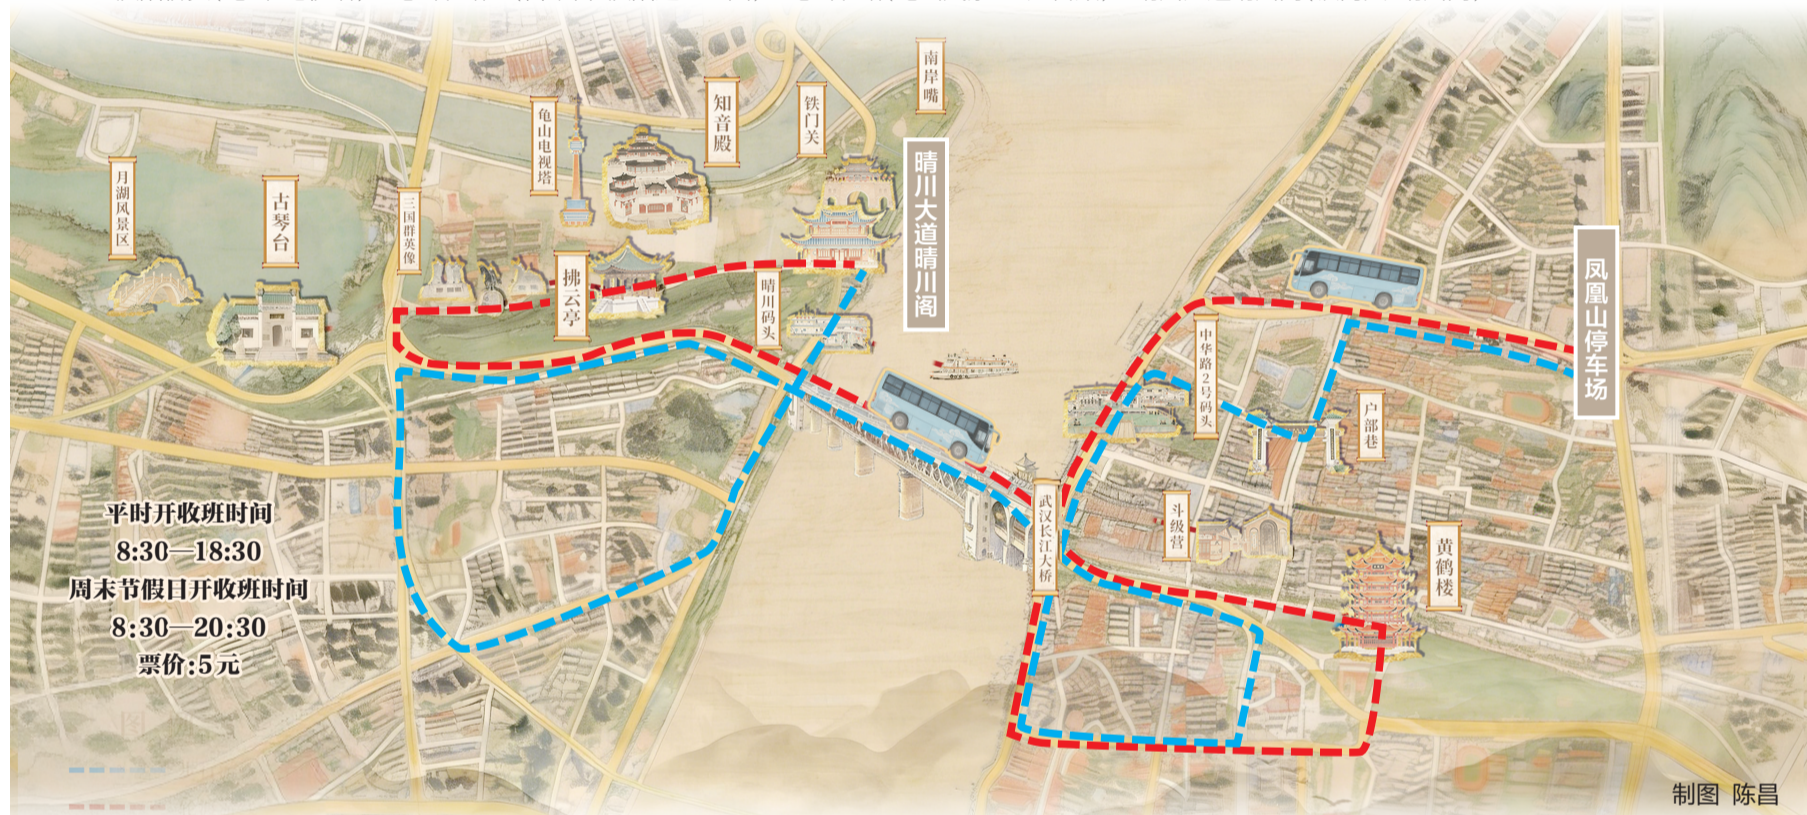 南岸嘴
知音殿
铁门关
龟山电视塔
晴川大道晴川阁
月湖风景区
古琴台
三国群英像
拂云亭
晴川码头
凤凰山停车场
中华路2号码头
户部巷
武汉长江大桥
斗级营
黄鹤楼
平时开收班时间
8:30—18:30
周末节假日开收班时间
8:30—20:30
票价:5元
制图 陈昌